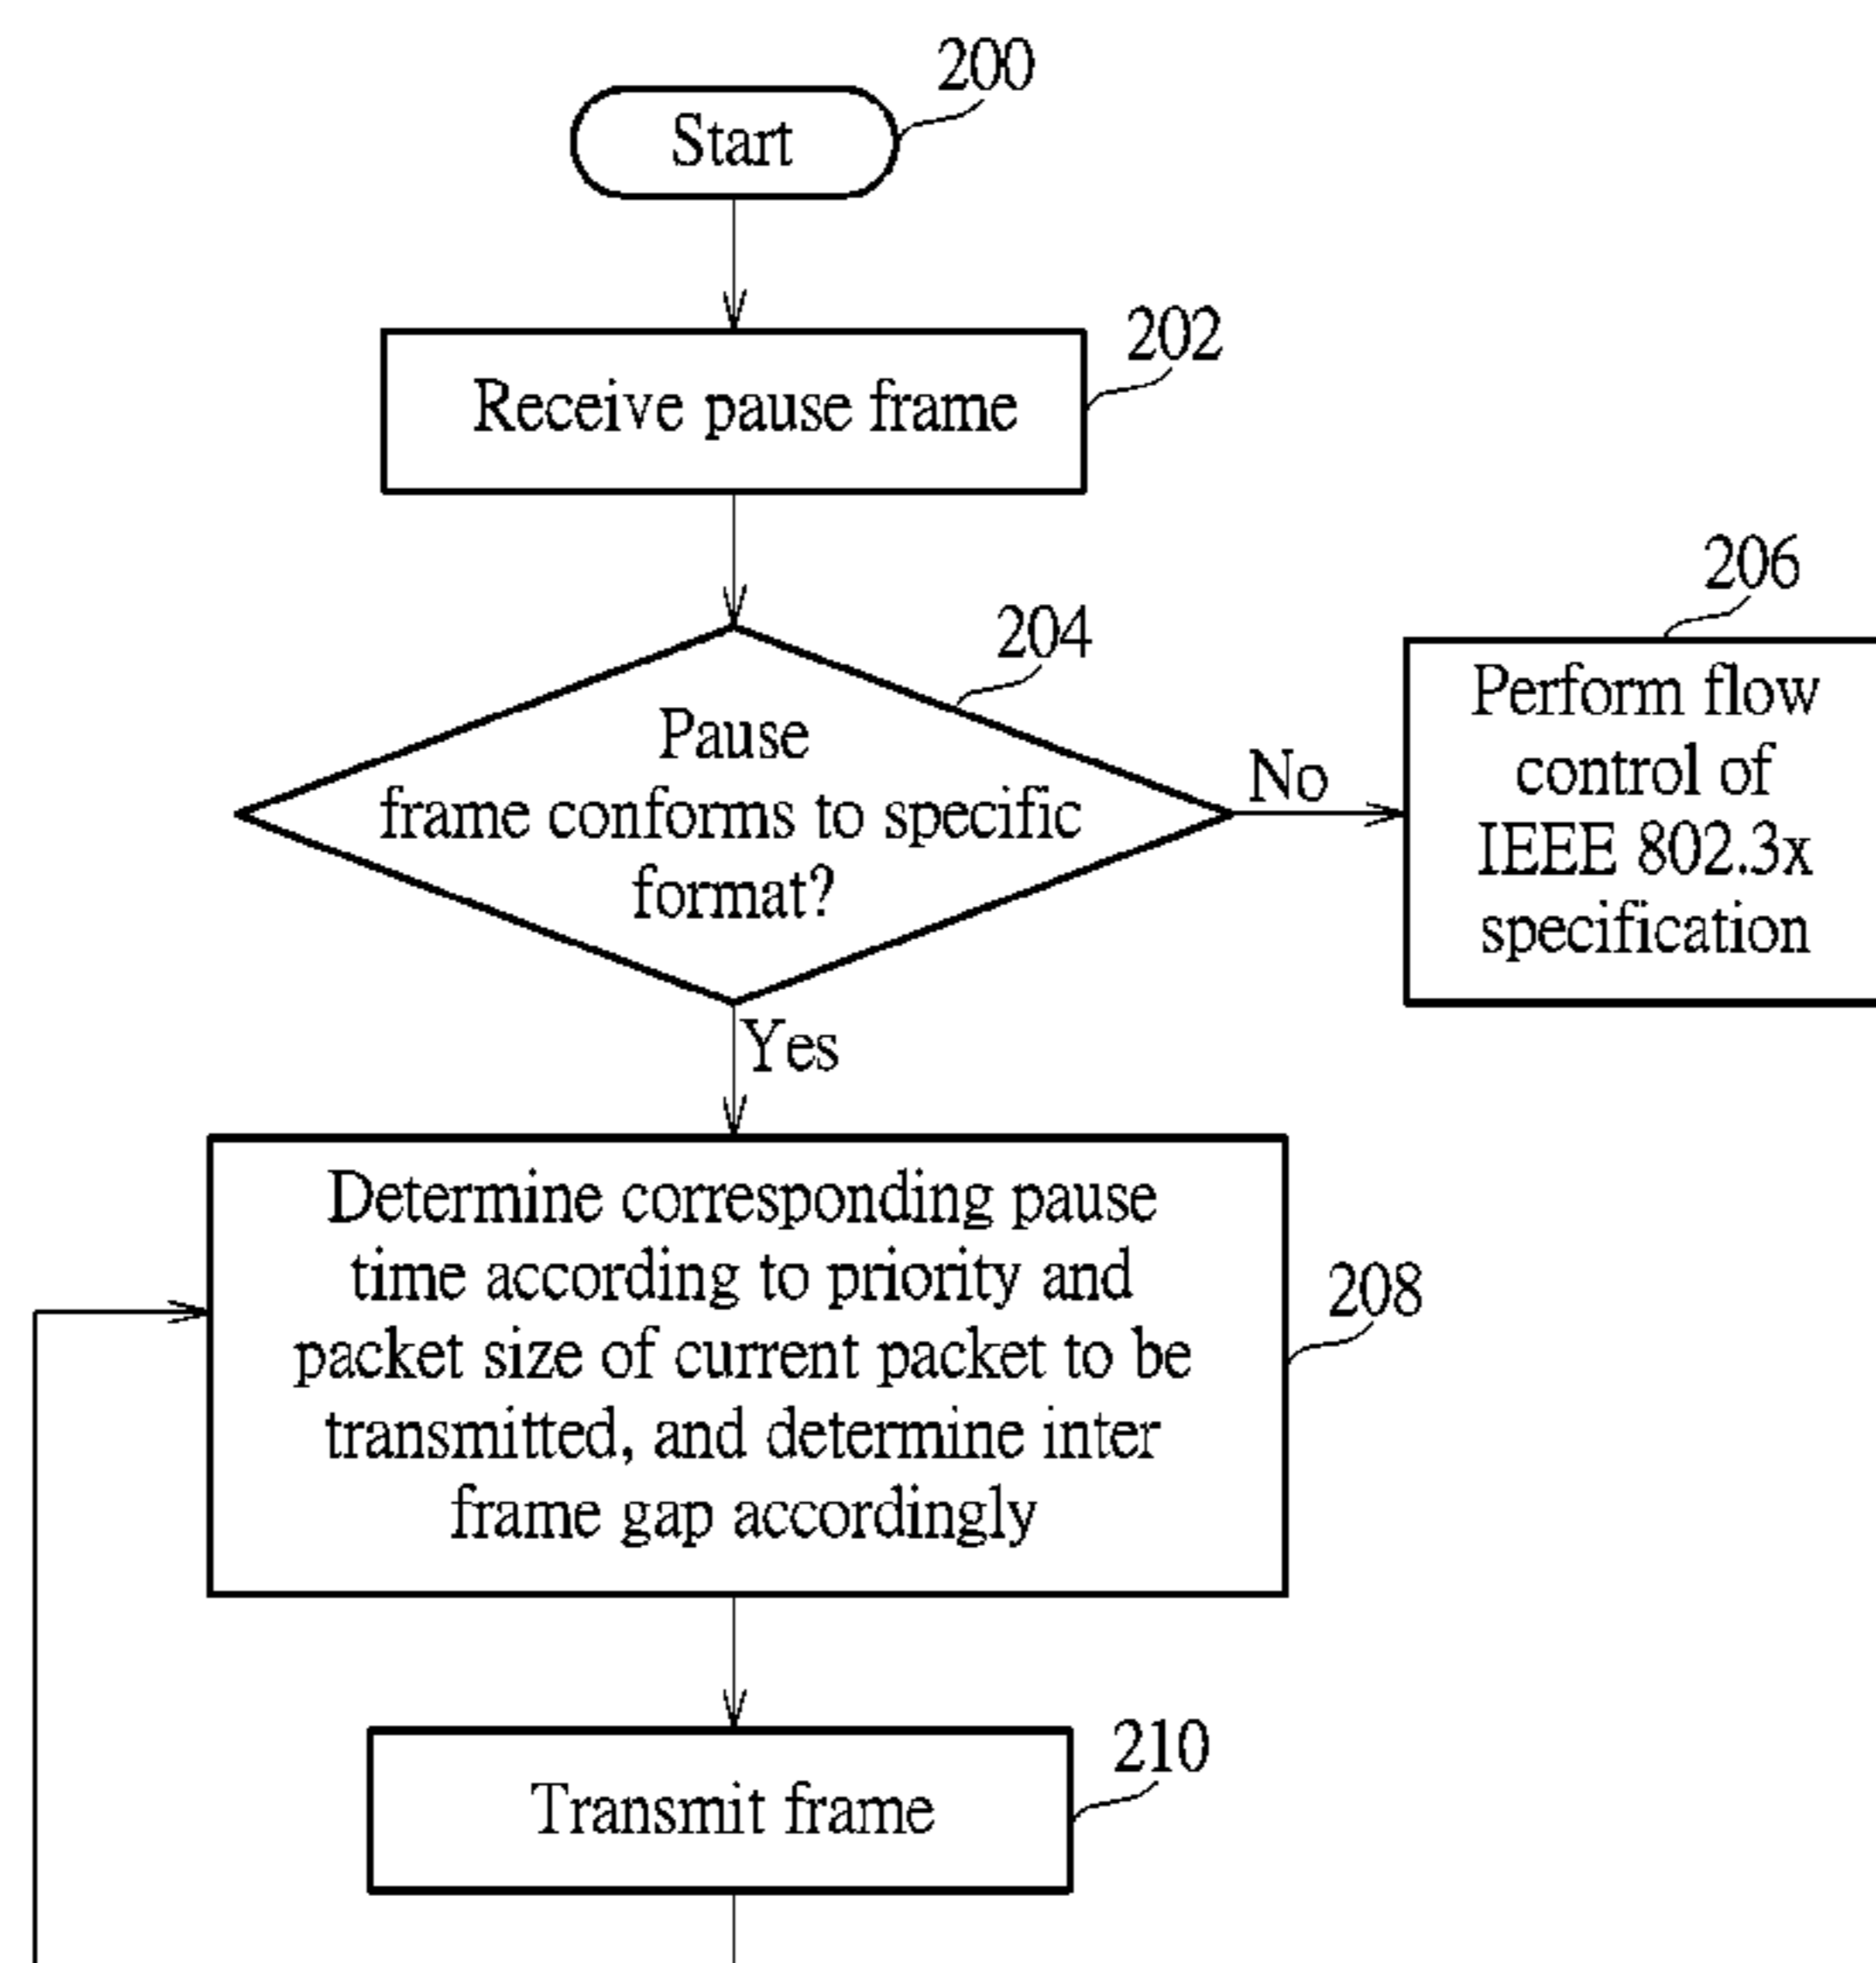 200
Start
202
Receive pause frame
204
206
Pause
frame conforms to specific
format?
No
Perform flow
control of
IEEE 802.3x
specification
Yes
Determine corresponding pause
time according to priority and
packet size of current packet to be
transmitted, and determine inter
frame gap accordingly
208
210
Transmit frame